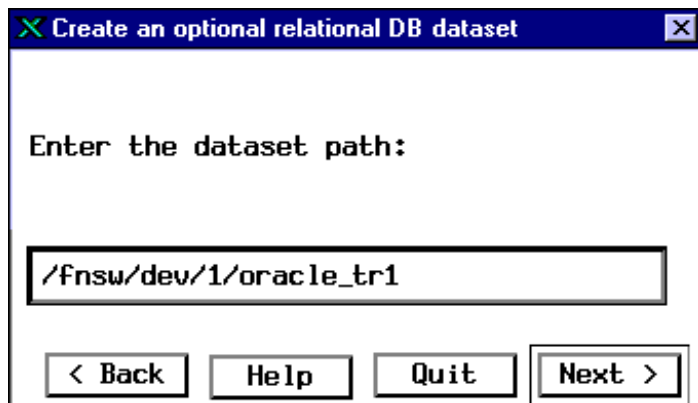 Create an optional relational DB dataset
Enter the dataset path:
/fnsw/dev/1/oracle_tr1
< Back Help Quit Next >